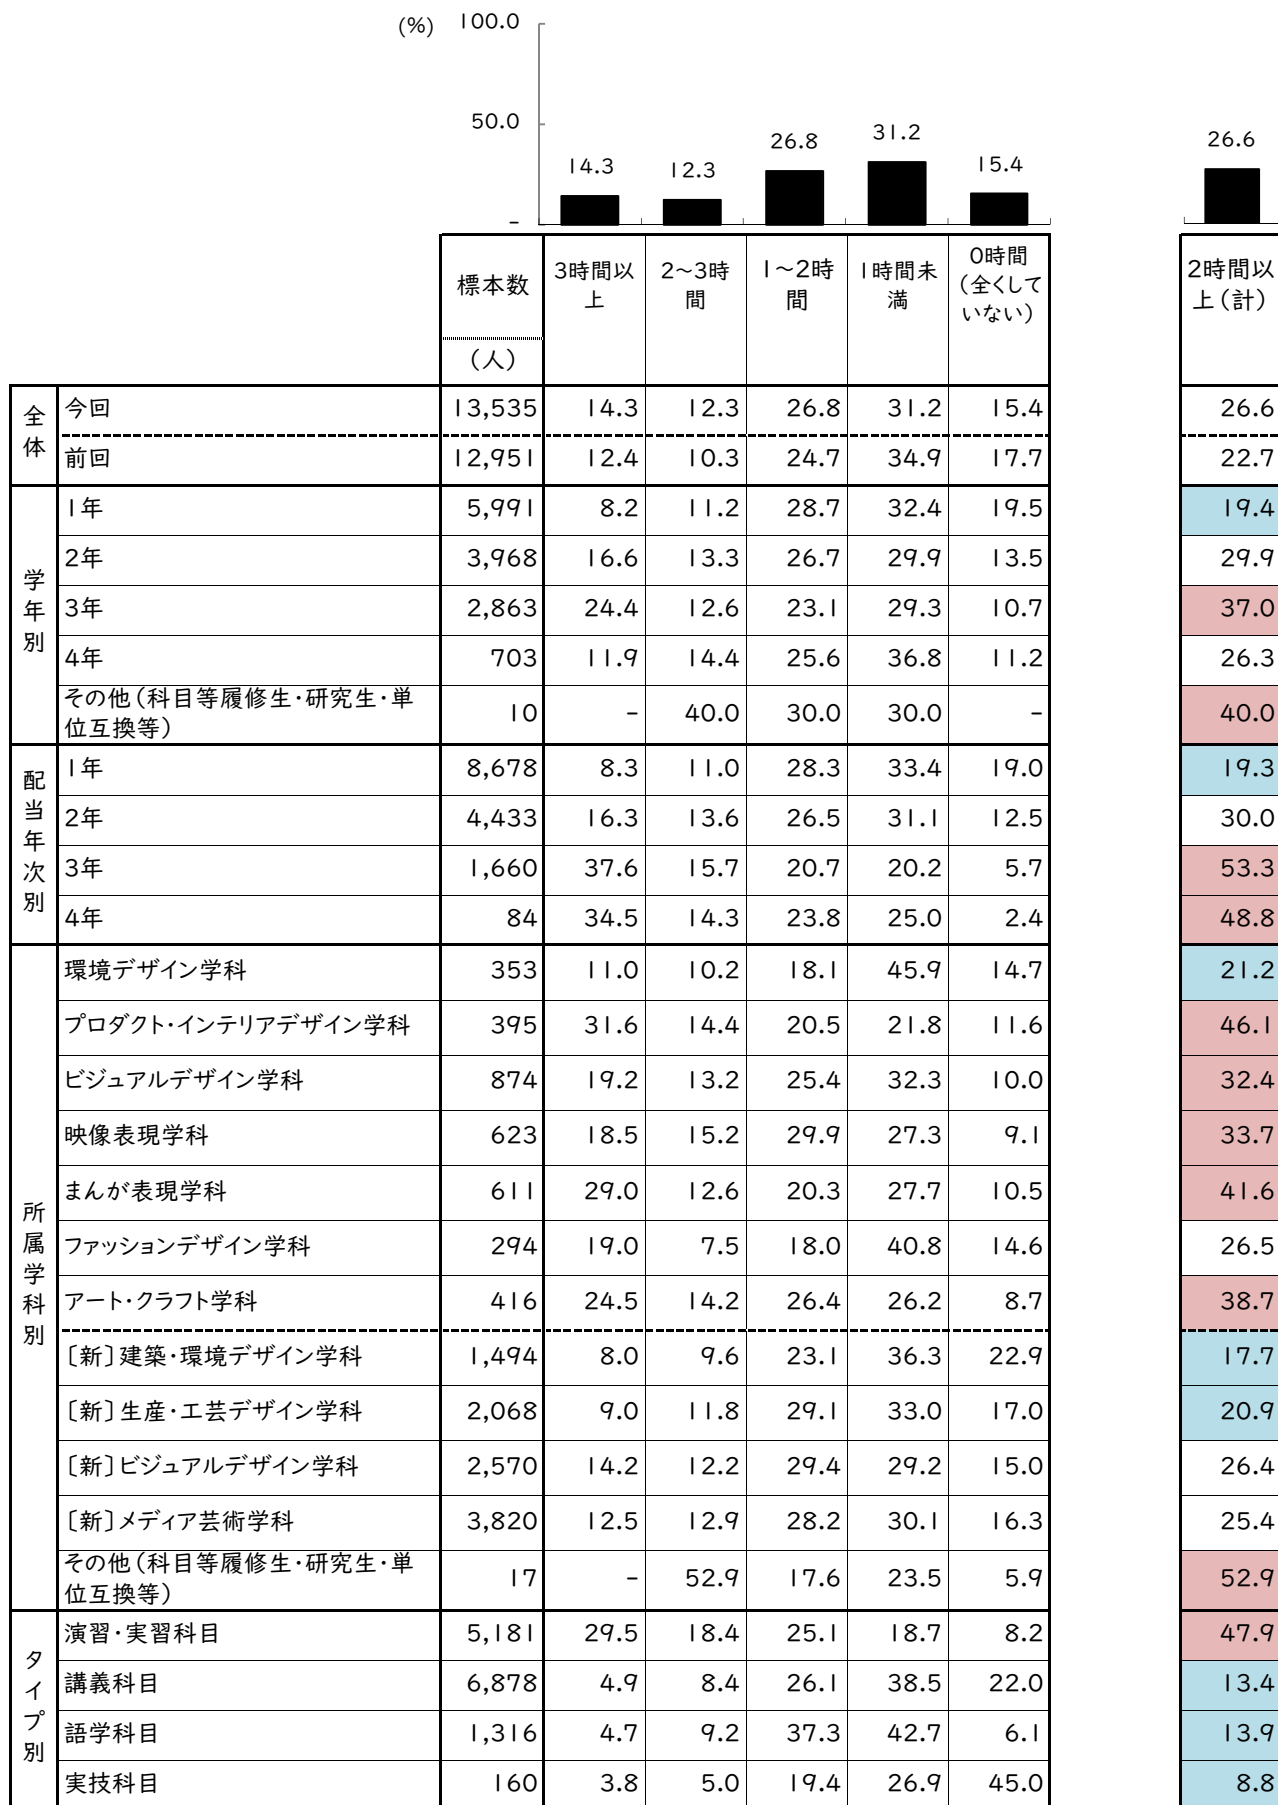 (%)
100.0
50.0
-
14.3 12.3 26.8 31.2 15.4 26.6
標本数
(人)
3時間以
上
2～3時
間
1～2時
間
1時間未
満
0時間
(全くして
いない)
2時間以
上(計)
全体
今回 13,535 14.3 12.3 26.8 31.2 15.4 26.6
前回 12,951 12.4 10.3 24.7 34.9 17.7 22.7
学年別
1年 5,991 8.2 11.2 28.7 32.4 19.5 19.4
2年 3,968 16.6 13.3 26.7 29.9 13.5 29.9
3年 2,863 24.4 12.6 23.1 29.3 10.7 37.0
4年 703 11.9 14.4 25.6 36.8 11.2 26.3
その他(科目等履修生・研究生・単
位互換等) 10 - 40.0 30.0 30.0 - 40.0
配当年次別
1年 8,678 8.3 11.0 28.3 33.4 19.0 19.3
2年 4,433 16.3 13.6 26.5 31.1 12.5 30.0
3年 1,660 37.6 15.7 20.7 20.2 5.7 53.3
4年 84 34.5 14.3 23.8 25.0 2.4 48.8
所属学科別
環境デザイン学科 353 11.0 10.2 18.1 45.9 14.7 21.2
プロダクト・インテリアデザイン学科 395 31.6 14.4 20.5 21.8 11.6 46.1
ビジュアルデザイン学科 874 19.2 13.2 25.4 32.3 10.0 32.4
映像表現学科 623 18.5 15.2 29.9 27.3 9.1 33.7
まんが表現学科 611 29.0 12.6 20.3 27.7 10.5 41.6
ファッションデザイン学科 294 19.0 7.5 18.0 40.8 14.6 26.5
アート・クラフト学科 416 24.5 14.2 26.4 26.2 8.7 38.7
〔新〕建築・環境デザイン学科 1,494 8.0 9.6 23.1 36.3 22.9 17.7
〔新〕生産・工芸デザイン学科 2,068 9.0 11.8 29.1 33.0 17.0 20.9
〔新〕ビジュアルデザイン学科 2,570 14.2 12.2 29.4 29.2 15.0 26.4
〔新〕メディア芸術学科 3,820 12.5 12.9 28.2 30.1 16.3 25.4
その他(科目等履修生・研究生・単
位互換等) 17 - 52.9 17.6 23.5 5.9 52.9
タイプ別
演習・実習科目 5,181 29.5 18.4 25.1 18.7 8.2 47.9
講義科目 6,878 4.9 8.4 26.1 38.5 22.0 13.4
語学科目 1,316 4.7 9.2 37.3 42.7 6.1 13.9
実技科目 160 3.8 5.0 19.4 26.9 45.0 8.8